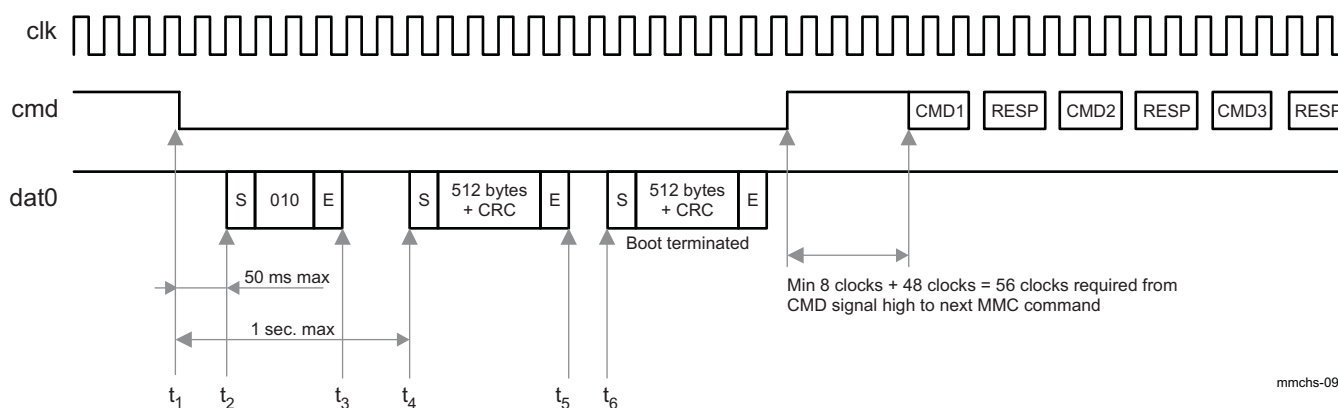 clk
cmd
CMD1 RESP CMD2 RESP CMD3 RESP
dat0
S 010 E S 512 bytes + CRC E S 512 bytes + CRC E
Boot terminated
50 ms max
Min 8 clocks + 48 clocks = 56 clocks required from
CMD signal high to next MMC command
1 sec. max
t1 t2 t3 t4 t5 t6
mmchs-09